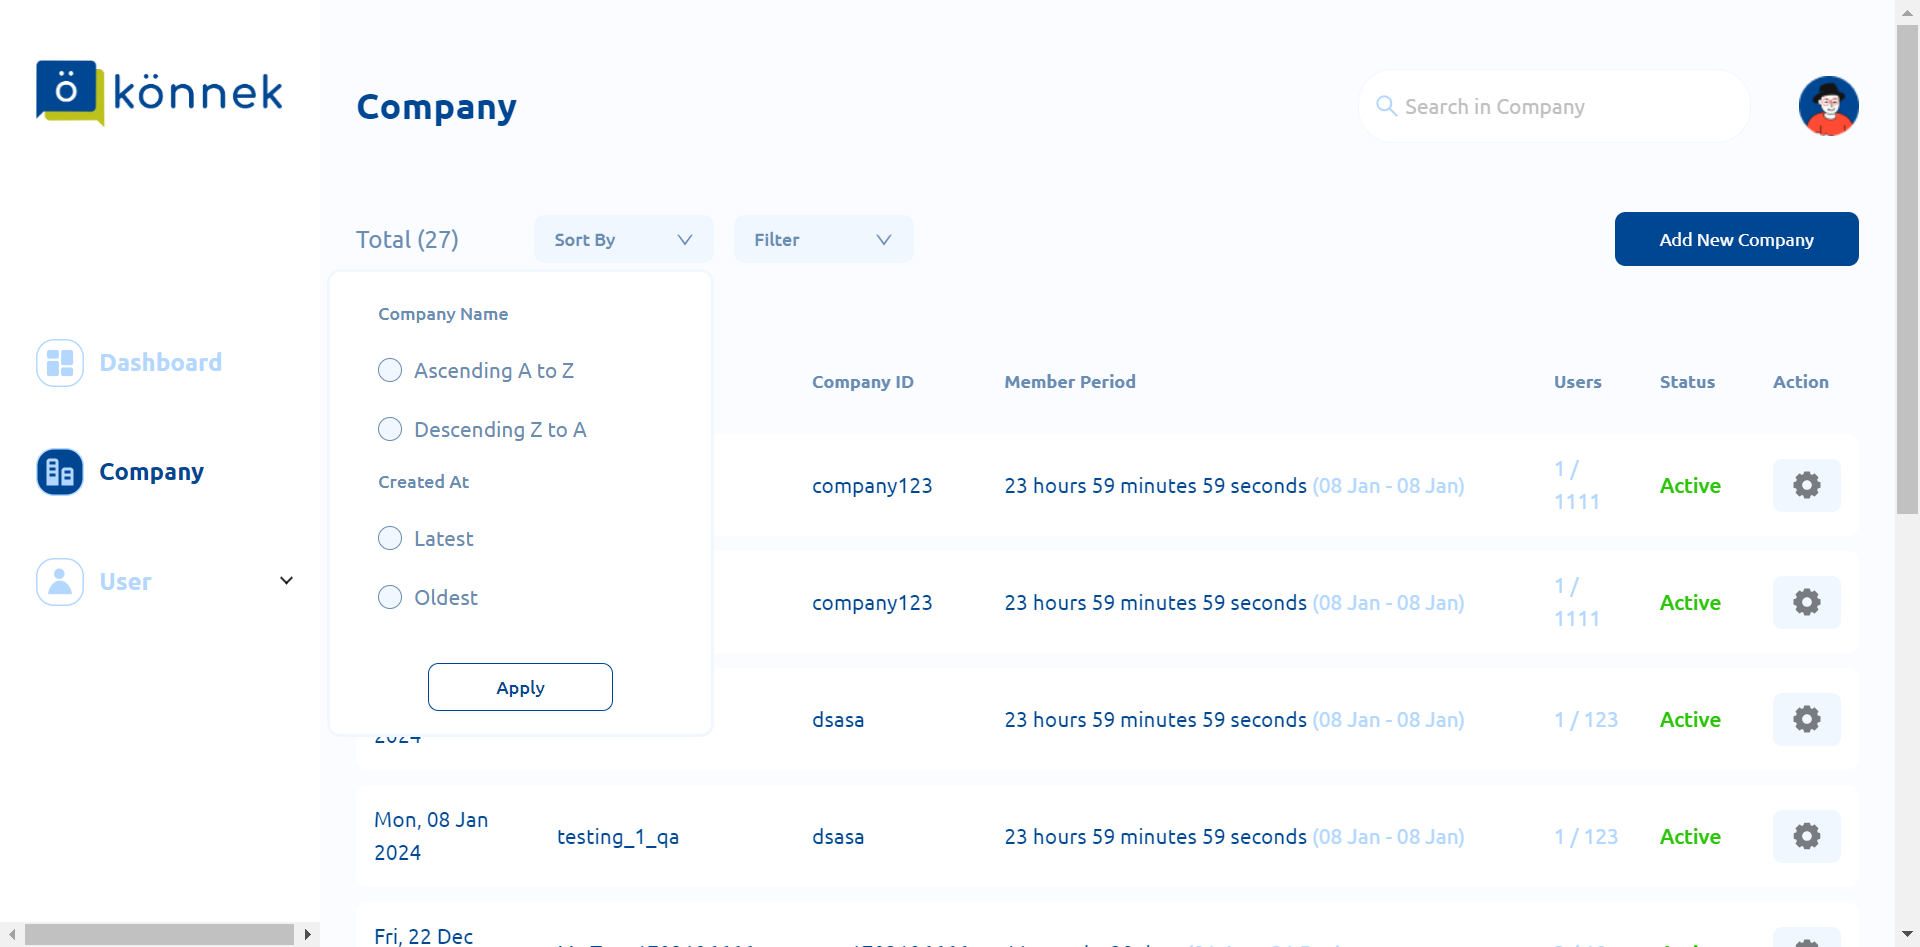 ö könnek
Company
Search in Company
Total (27)
Sort By
Filter
Add New Company
Dashboard
Company
User
Company Name
Ascending A to Z
Descending Z to A
Created At
Latest
Oldest
Apply
Company ID Member Period Users Status Action
company123 23 hours 59 minutes 59 seconds (08 Jan - 08 Jan) 1 / Active
1111
company123 23 hours 59 minutes 59 seconds (08 Jan - 08 Jan) 1 / Active
1111
dsasa 23 hours 59 minutes 59 seconds (08 Jan - 08 Jan) 1 / 123 Active
2024
Mon, 08 Jan
2024
testing_1_qa dsasa 23 hours 59 minutes 59 seconds (08 Jan - 08 Jan) 1 / 123 Active
Fri, 22 Dec